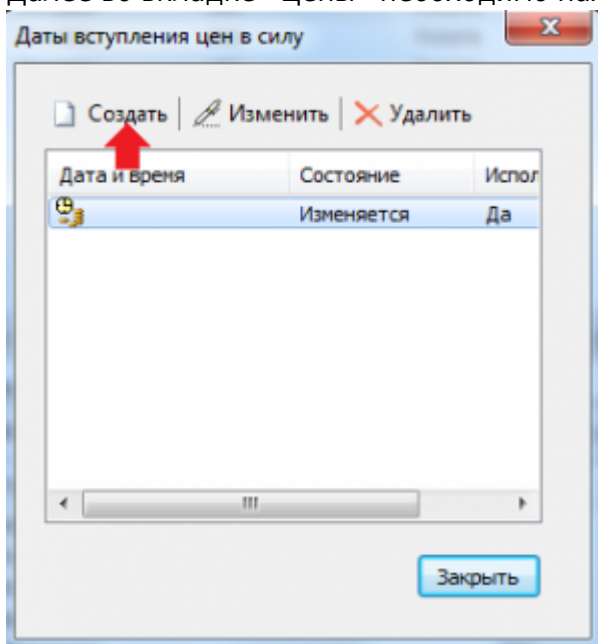 Даты вступления цен в силу
Создать Изменить Удалить
Дата и время Состояние Испол
Изменяется Да
Закрыть